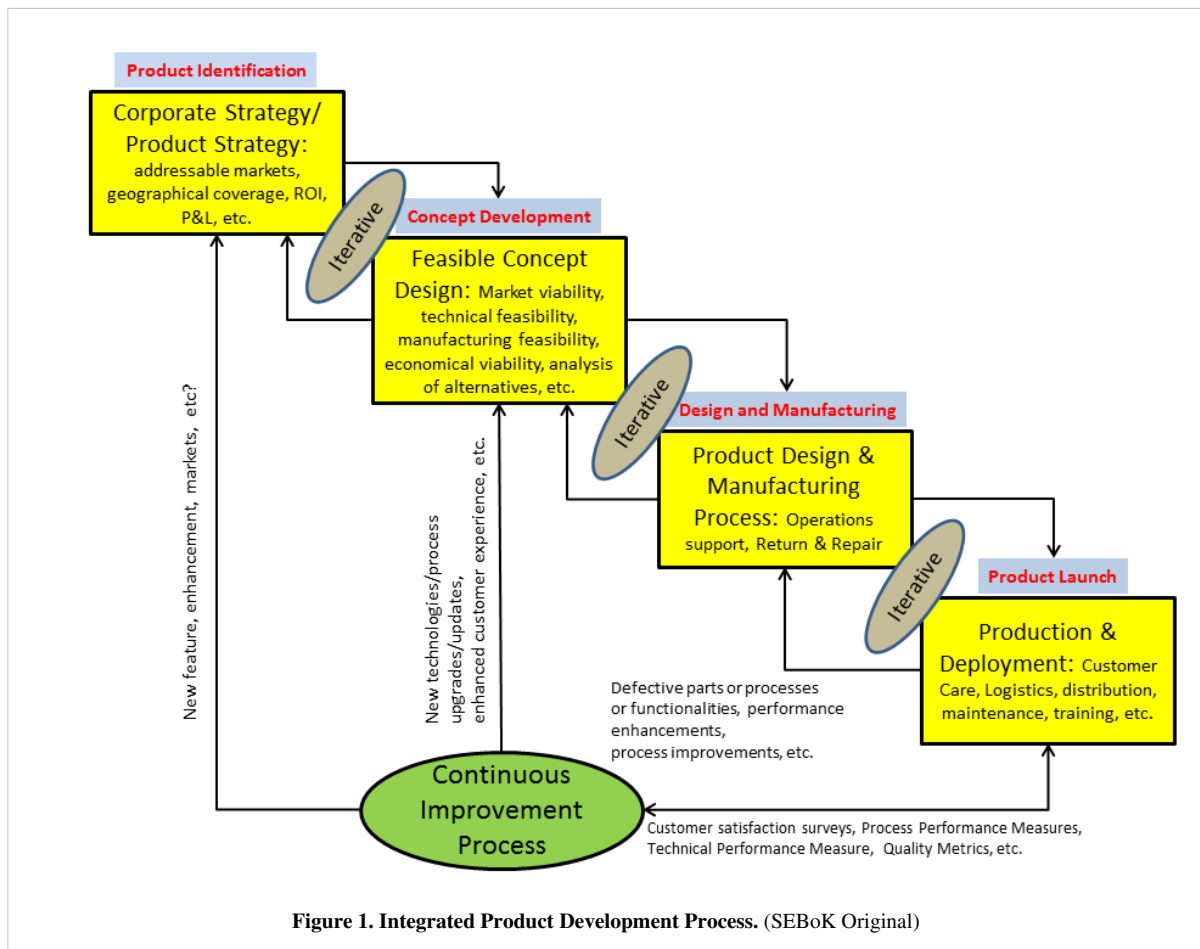 Product Identification
Corporate Strategy/
Product Strategy:
addressable markets,
geographical coverage, ROI,
P&L, etc.
Iterative
Concept Development
Feasible Concept
Design: Market viability,
technical feasibility,
manufacturing feasibility,
economical viability, analysis
of alternatives, etc.
Iterative
Design and Manufacturing
Product Design &
Manufacturing
Process: Operations
support, Return & Repair
Iterative
Product Launch
Production &
Deployment: Customer
Care, Logistics, distribution,
maintenance, training, etc.
New feature, enhancement, markets, etc?
New technologies/process
upgrades/updates,
enhanced customer experience, etc.
Defective parts or processes
or functionalities, performance
enhancements,
process improvements, etc.
Continuous
Improvement
Process
Customer satisfaction surveys, Process Performance Measures,
Technical Performance Measure, Quality Metrics, etc.
Figure 1. Integrated Product Development Process. (SEBoK Original)